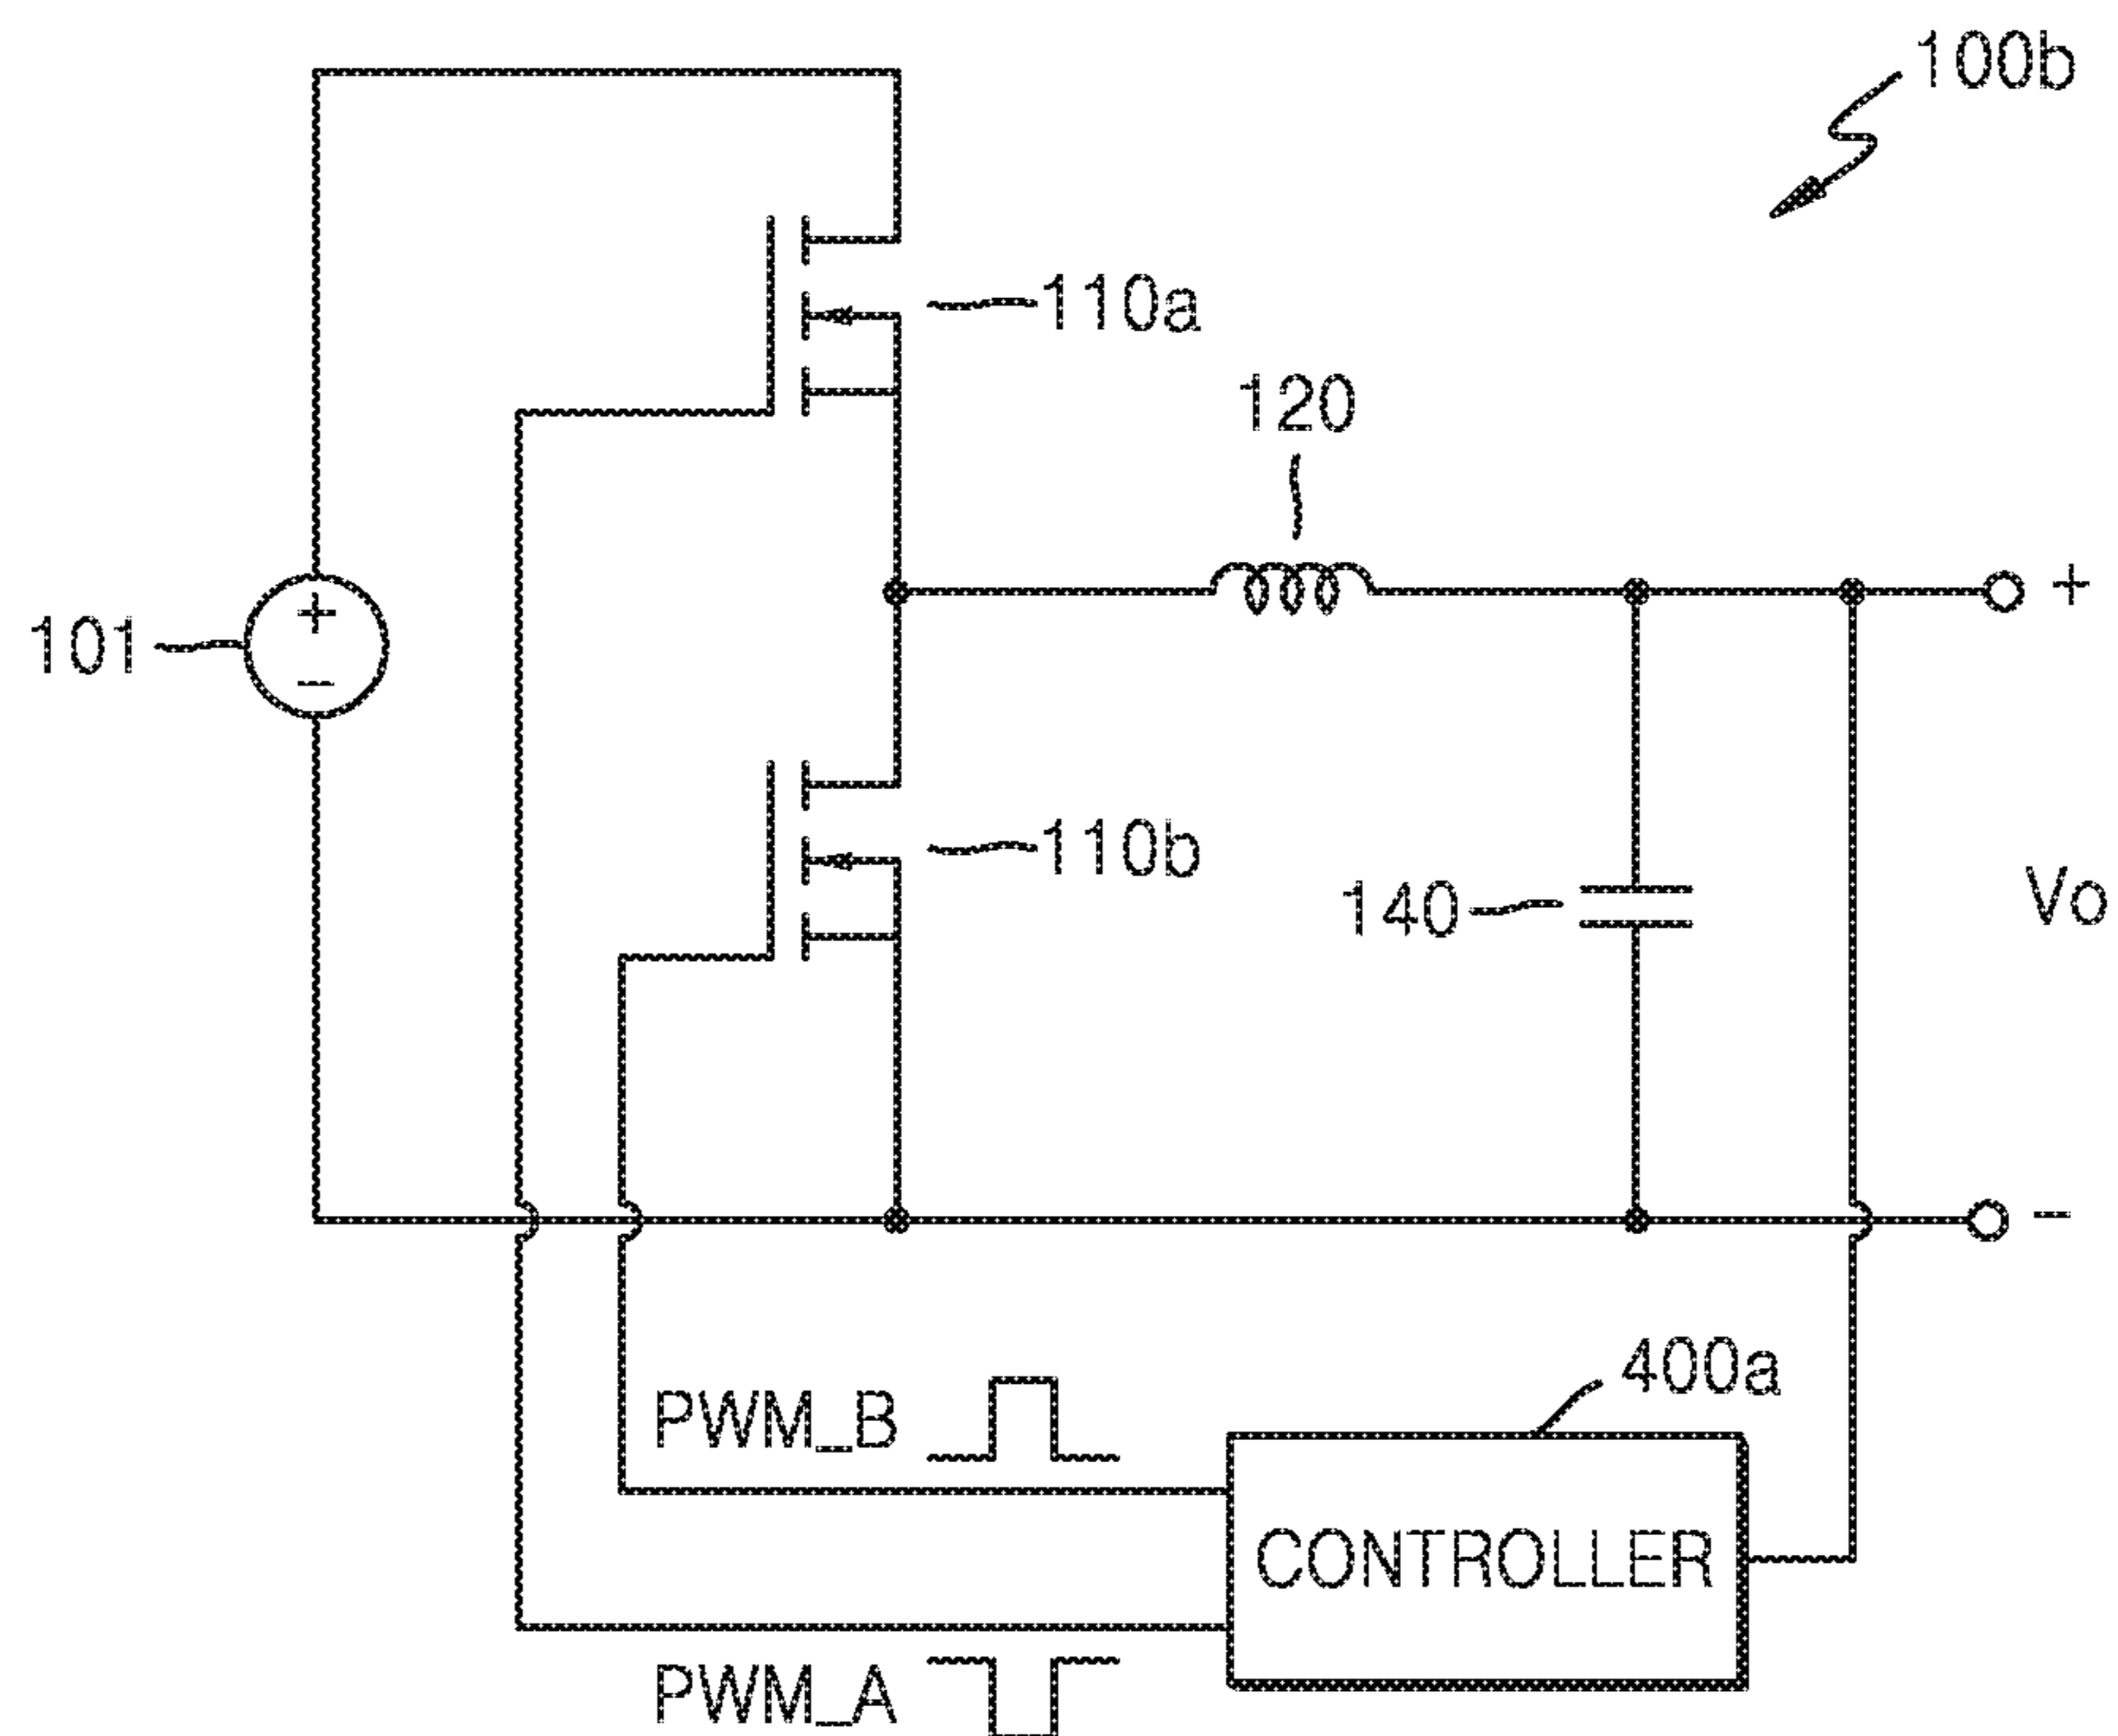 100b
110a
120
+
+
-
101
110b
140
Vo
-
400a
PWM_B
CONTROLLER
PWM_A